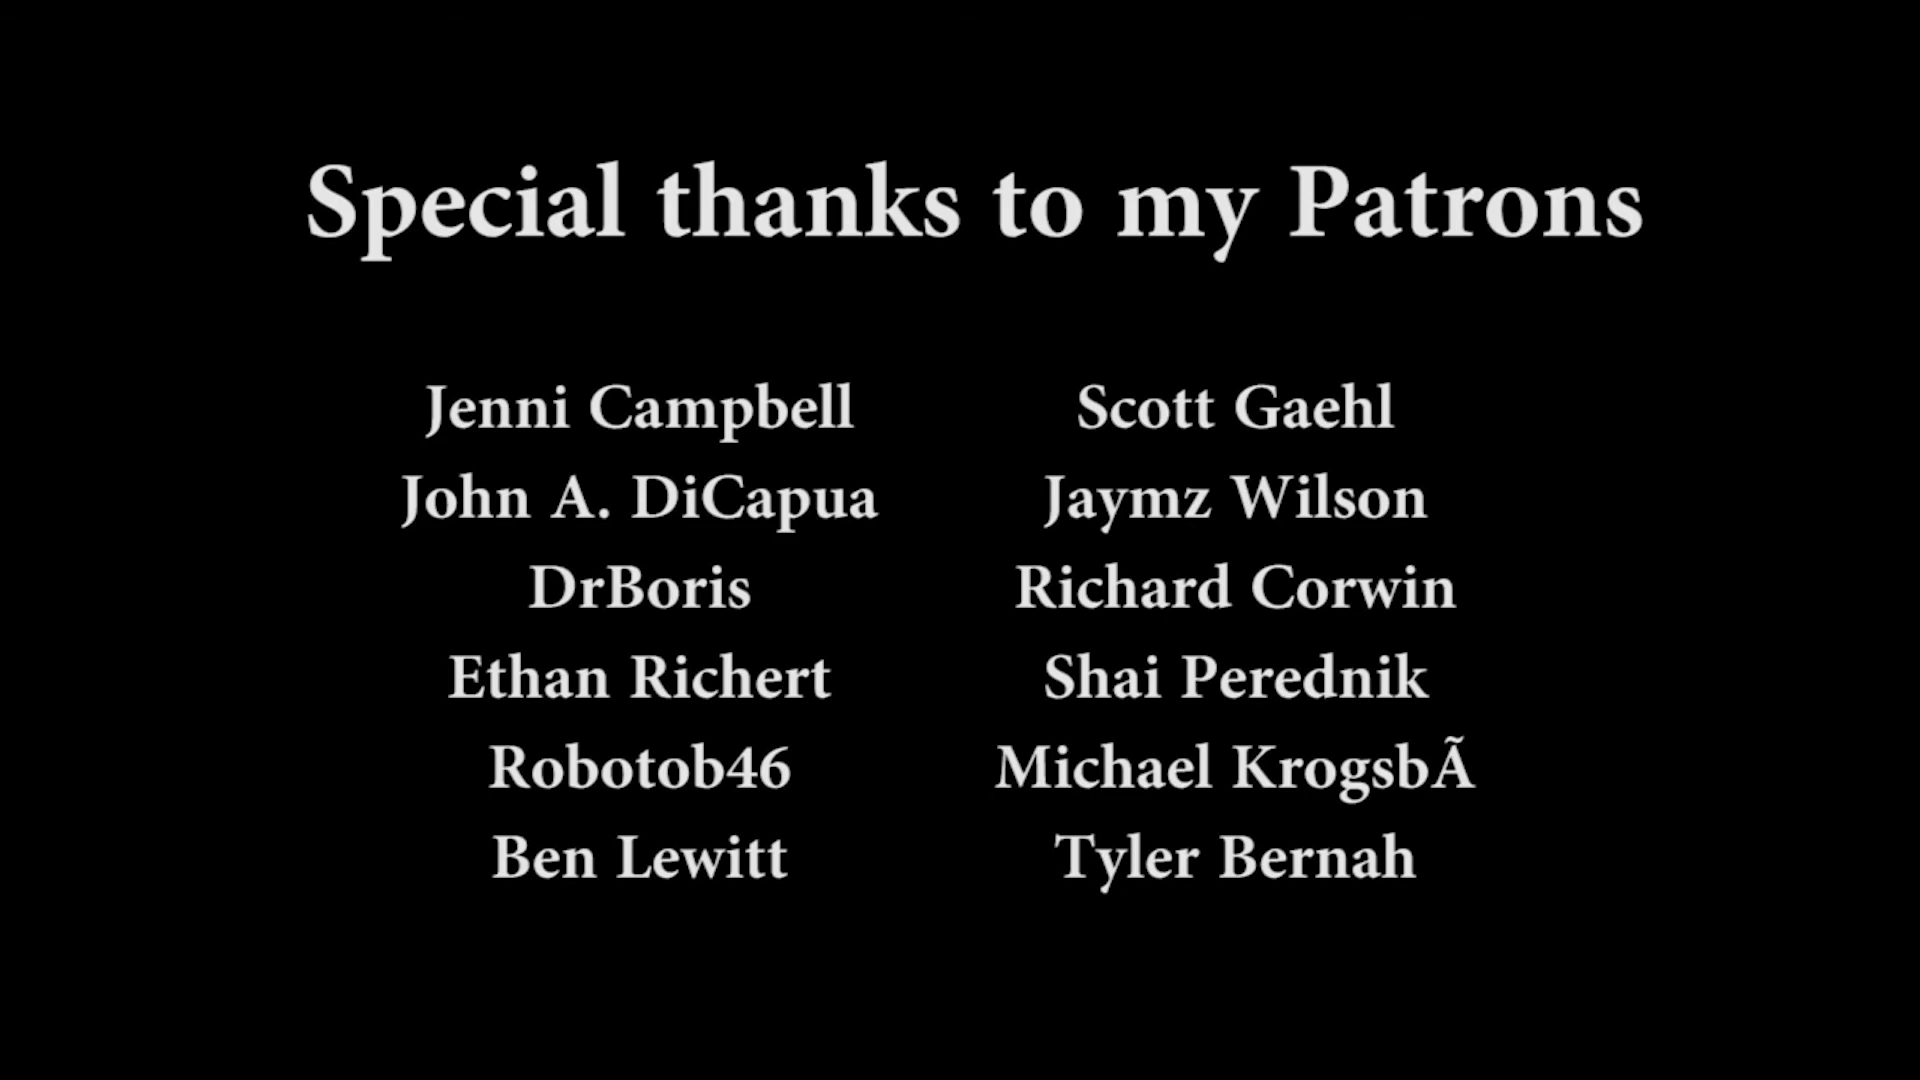 Special thanks to my Patrons
Jenni Campbell
John A. DiCapua
DrBoris
Ethan Richert
Robotob46
Ben Lewitt
Scott Gaehl
Jaymz Wilson
Richard Corwin
Shai Perednik
Michael KrogsbÃ
Tyler Bernah